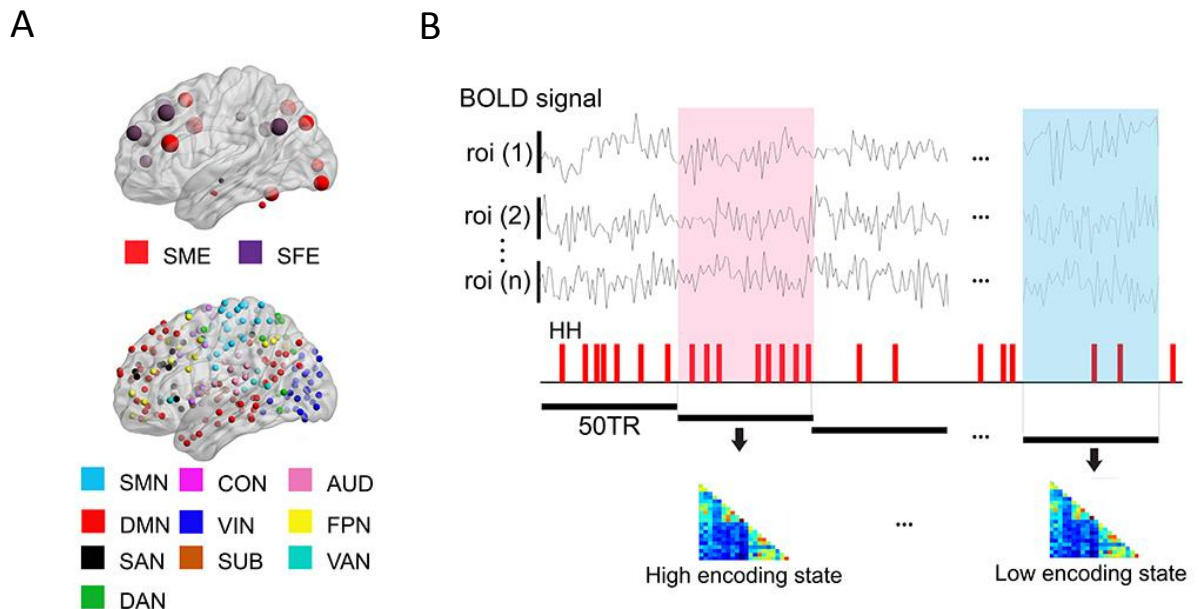 A
SME SFE
SMN CON AUD
DMN VIN FPN
SAN SUB VAN
DAN
B
BOLD signal
roi (1)
...
roi (2)
...
roi (n)
...
HH
50TR
...
...
High encoding state
Low encoding state